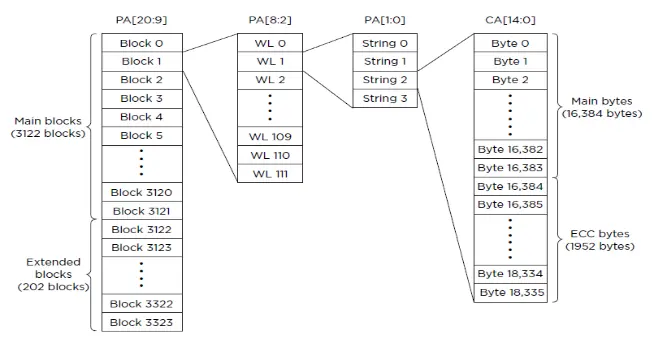 PA[20:9]
PA[8:2]
PA[1:0]
CA[14:0]
Block 0
Block 1
Block 2
Block 3
Block 4
Block 5
Block 3120
Block 3121
Block 3122
Block 3123
Block 3322
Block 3323
Main blocks
(3122 blocks)
Extended
blocks
(202 blocks)
WL 0
WL 1
WL 2
WL 109
WL 110
WL 111
String 0
String 1
String 2
String 3
Byte 0
Byte 1
Byte 2
Byte 16,382
Byte 16,383
Byte 16,384
Byte 16,385
Byte 18,334
Byte 18,335
Main bytes
(16,384 bytes)
ECC bytes
(1952 bytes)